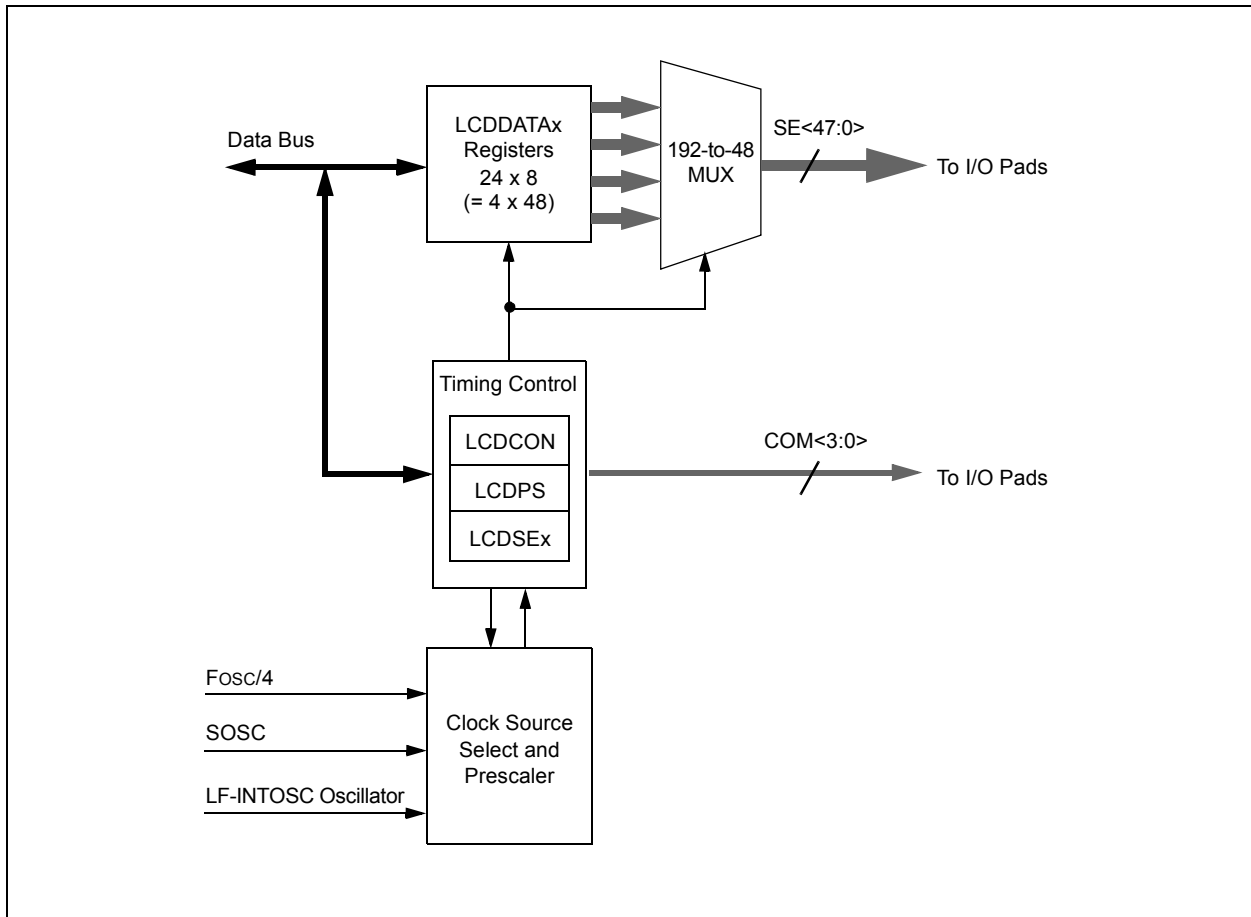 Data Bus
LCDDATAx
Registers
24 x 8
(= 4 x 48)
192-to-48
MUX
SE<47:0>
To I/O Pads
Timing Control
LCDCON
LCDPS
LCDSEx
COM<3:0>
To I/O Pads
FOSC/4
SOSC
LF-INTOSC Oscillator
Clock Source
Select and
Prescaler